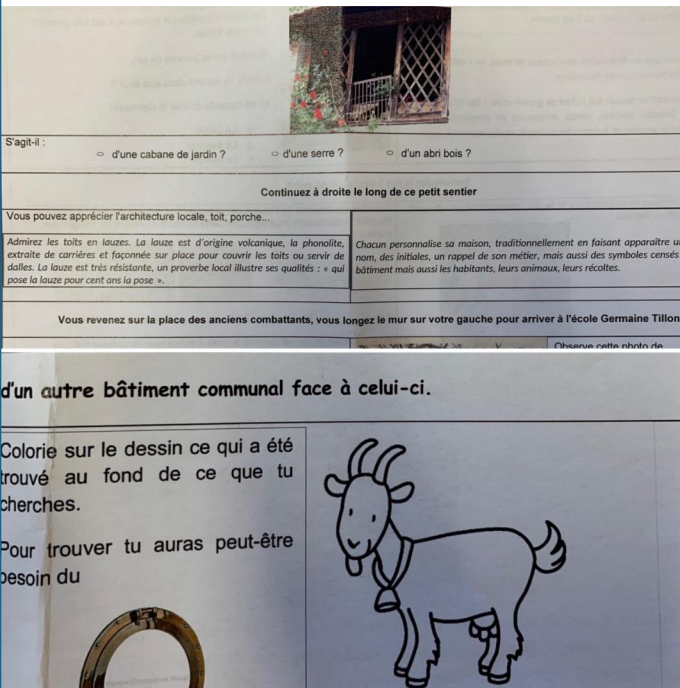 S'agit-il :
d'une cabane de jardin ? d'une serre ? d'un abri bois ?
Continuez à droite le long de ce petit sentier
Vous pouvez apprécier l'architecture locale, toit, porche...
Admirez les toits en lauzes. La lauze est d'origine volcanique, la phonolite,
extraite de carrières et façonnée sur place pour couvrir les toits ou servir de
dalles. La lauze est très résistante, un proverbe local illustre ses qualités : « qui
pose la lauze pour cent ans la pose ».
Chacun personnalise sa maison, traditionnellement en faisant apparaître
nom, des initiales, un rappel de son métier, mais aussi des symboles censés
bâtiment mais aussi les habitants, leurs animaux, leurs récoltes.
Vous revenez sur la place des anciens combattants, vous longez le mur sur votre gauche pour arriver à l'école Germaine Tillon
Observe cette photo de
d'un autre bâtiment communal face à celui-ci.
Colorie sur le dessin ce qui a été
trouvé au fond de ce que tu
cherches.
Pour trouver tu auras peut-être
besoin du